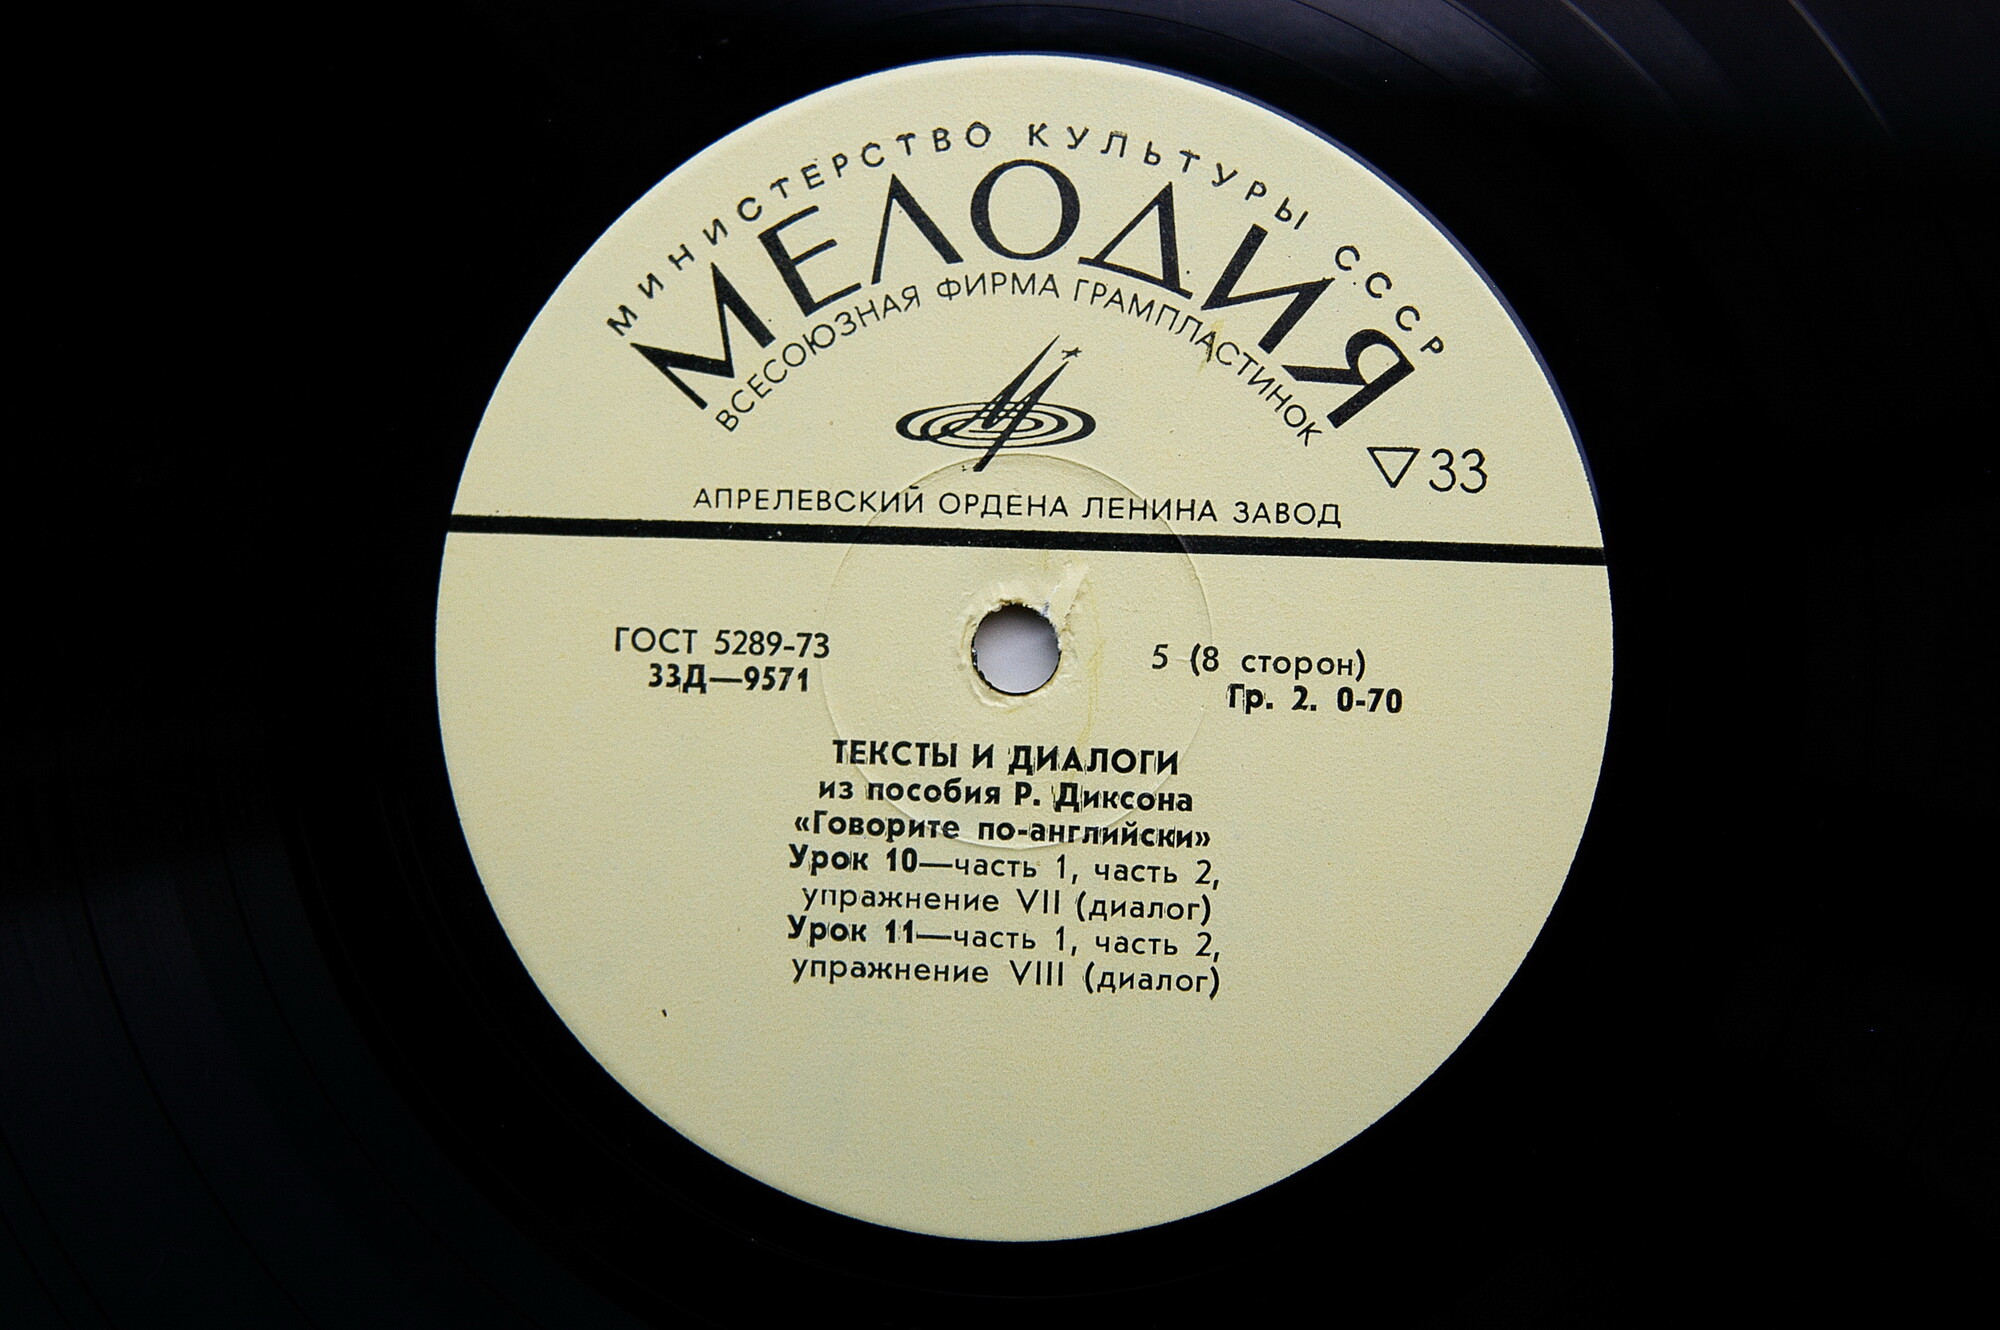 МИНИСТЕРСТВО КУЛЬТУРЫ СССР
МЕЛОДИЯ
ВСЕСОЮЗНАЯ ФИРМА ГРАМПЛАСТИНОК
33
АПРЕЛЕВСКИЙ ОРДЕНА ЛЕНИНА ЗАВОД
ГОСТ 5289-73
33Д—9571
5 (8 сторон)
Гр. 2. 0-70
ТЕКСТЫ И ДИАЛОГИ
из пособия Р. Диксона
«Говорите по-английски»
Урок 10—часть 1, часть 2,
упражнение VII (диалог)
Урок 11—часть 1, часть 2,
упражнение VIII (диалог)